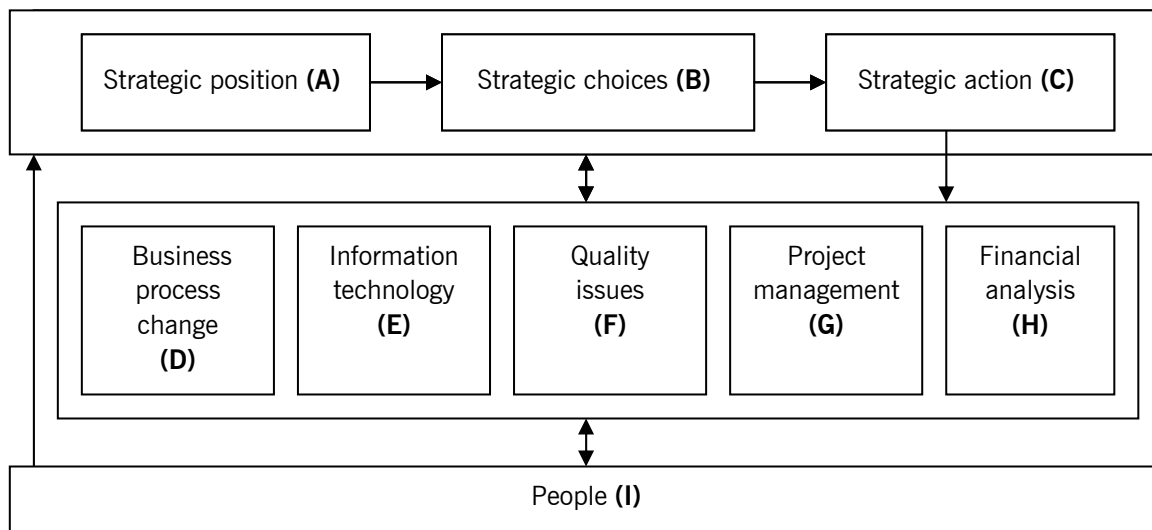 Strategic position (A)
Strategic choices (B)
Strategic action (C)
Business
process
change
(D)
Information
technology
(E)
Quality
issues
(F)
Project
management
(G)
Financial
analysis
(H)
People (I)